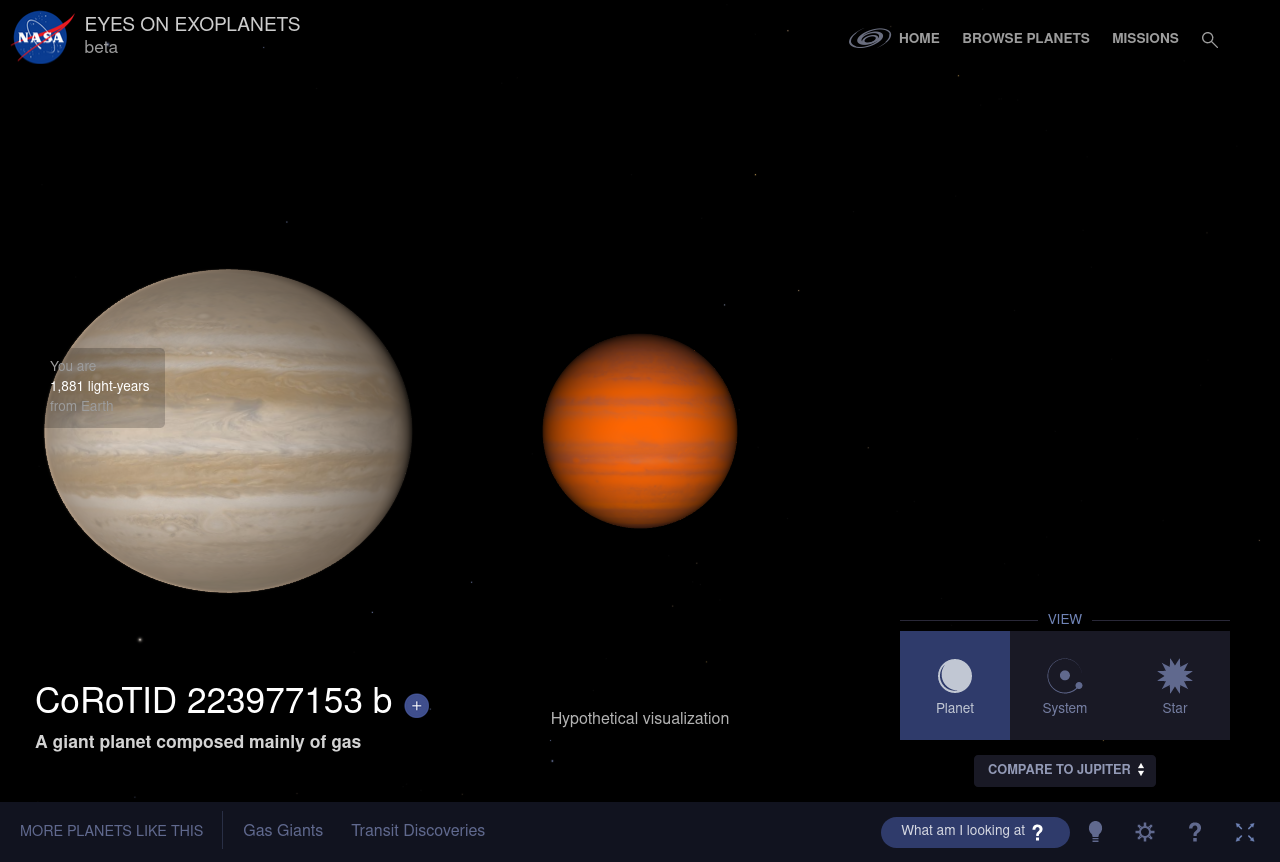 NASA
EYES ON EXOPLANETS
beta
HOME
BROWSE PLANETS
MISSIONS
You are
1,881 light-years
from Earth
CoRoTID 223977153 b +
A giant planet composed mainly of gas
Hypothetical visualization
VIEW
Planet
System
Star
COMPARE TO JUPITER
MORE PLANETS LIKE THIS
Gas Giants
Transit Discoveries
What am I looking at ?
?